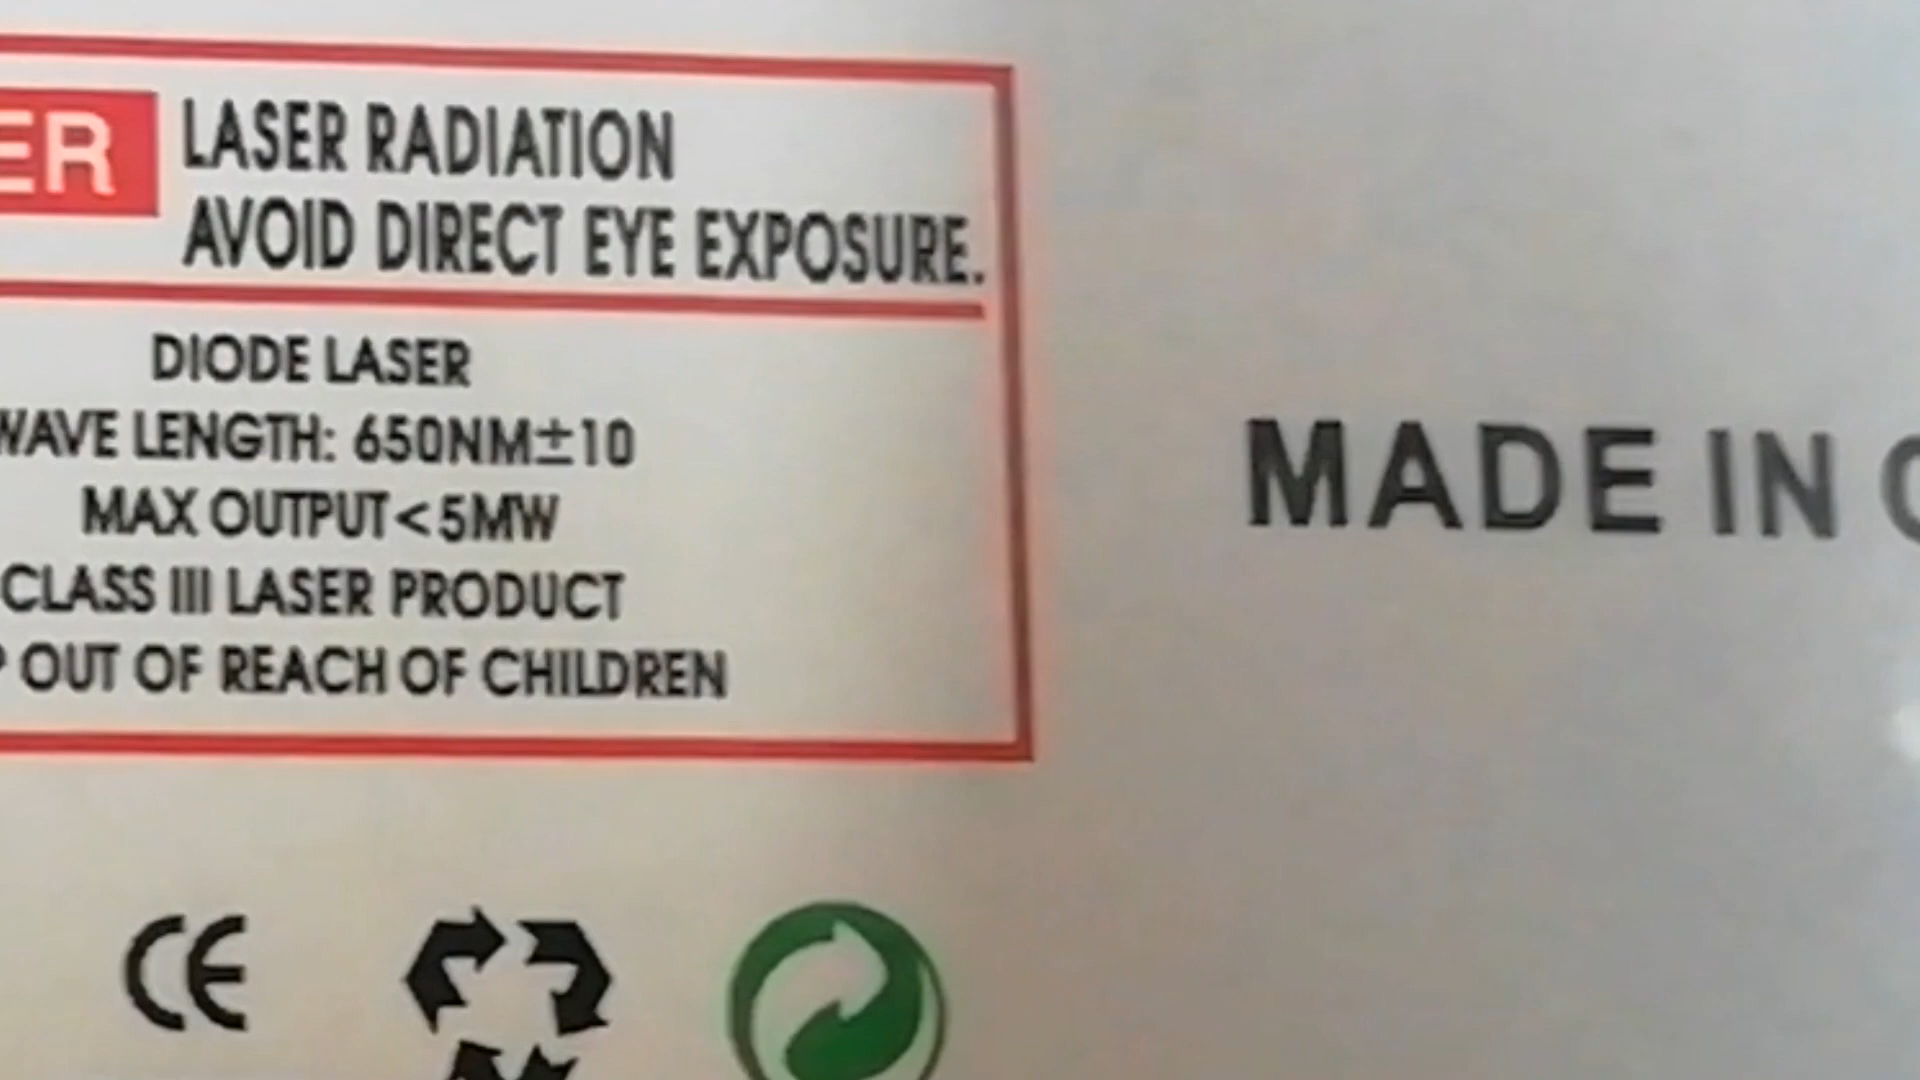 ER
LASER RADIATION
AVOID DIRECT EYE EXPOSURE.
DIODE LASER
WAVE LENGTH: 650NM±10
MAX OUTPUT<5MW
CLASS III LASER PRODUCT
OUT OF REACH OF CHILDREN
MADE IN
CE